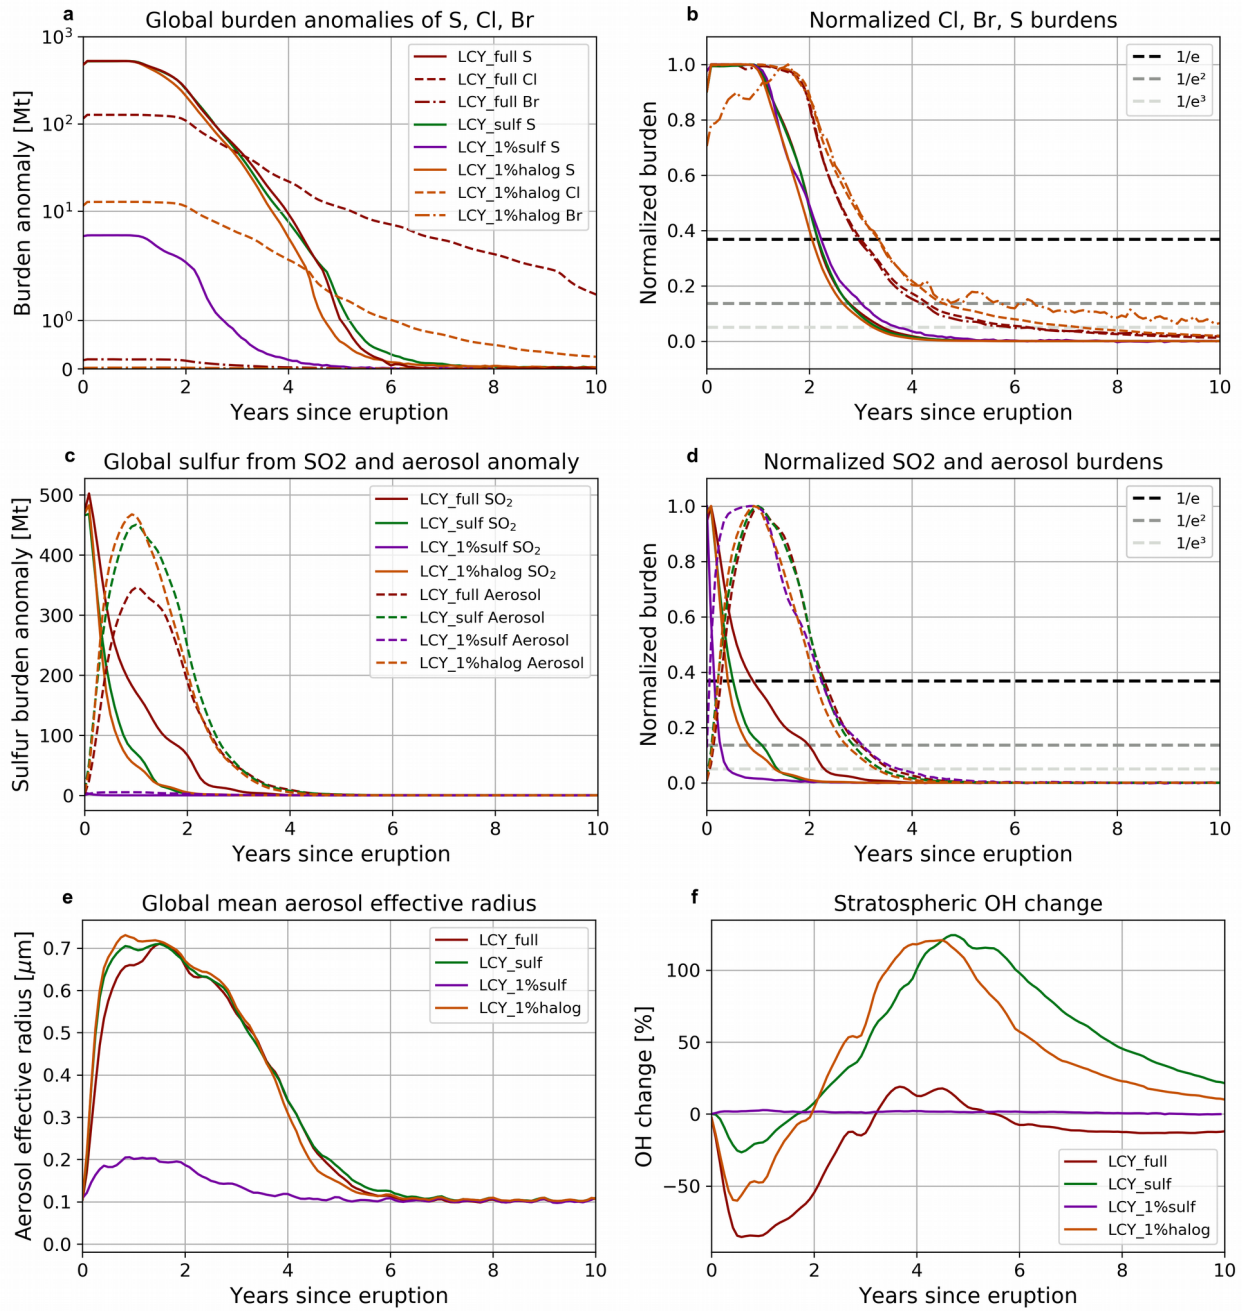 a
Global burden anomalies of S, Cl, Br
Burden anomaly [Mt]
10³
10²
10¹
10⁰
0
0 2 4 6 8 10
Years since eruption
LCY_full S
LCY_full Cl
LCY_full Br
LCY_sulf S
LCY_1%sulf S
LCY_1%halog S
LCY_1%halog Cl
LCY_1%halog Br
b
Normalized Cl, Br, S burdens
Normalized burden
1.0
0.8
0.6
0.4
0.2
0.0
0 2 4 6 8 10
Years since eruption
1/e
1/e²
1/e³
c
Global sulfur from SO2 and aerosol anomaly
Sulfur burden anomaly [Mt]
500
400
300
200
100
0
0 2 4 6 8 10
Years since eruption
LCY_full SO₂
LCY_sulf SO₂
LCY_1%sulf SO₂
LCY_1%halog SO₂
LCY_full Aerosol
LCY_sulf Aerosol
LCY_1%sulf Aerosol
LCY_1%halog Aerosol
d
Normalized SO2 and aerosol burdens
Normalized burden
1.0
0.8
0.6
0.4
0.2
0.0
0 2 4 6 8 10
Years since eruption
1/e
1/e²
1/e³
e
Global mean aerosol effective radius
Aerosol effective radius [μm]
0.7
0.6
0.5
0.4
0.3
0.2
0.1
0.0
0 2 4 6 8 10
Years since eruption
LCY_full
LCY_sulf
LCY_1%sulf
LCY_1%halog
f
Stratospheric OH change
OH change [%]
100
50
0
−50
0 2 4 6 8 10
Years since eruption
LCY_full
LCY_sulf
LCY_1%sulf
LCY_1%halog